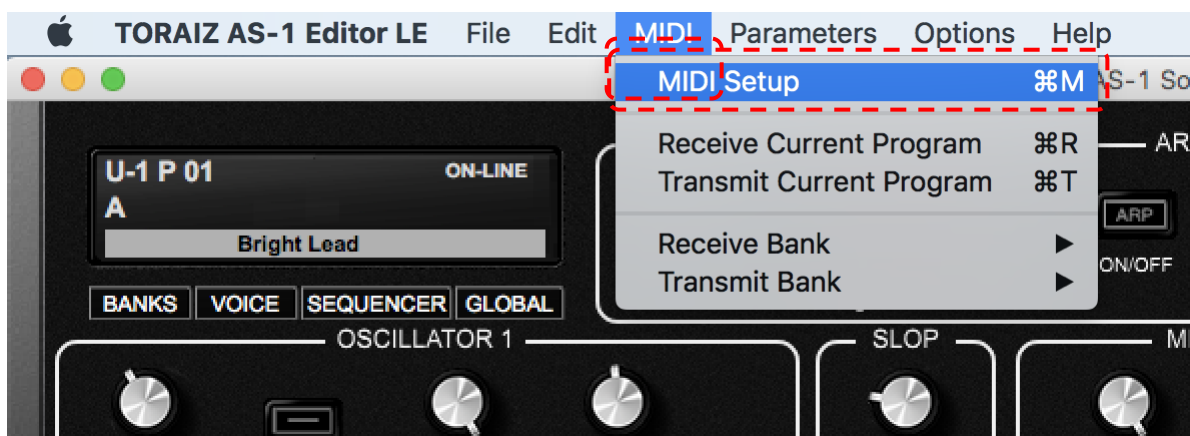 TORAIZ AS-1 Editor LE File Edit MIDI Parameters Options Help
MIDI Setup ⌘M
AS-1 So
Receive Current Program ⌘R
Transmit Current Program ⌘T
Receive Bank ▶
Transmit Bank ▶
U-1 P 01 ON-LINE
A
Bright Lead
BANKS VOICE SEQUENCER GLOBAL
AR
ARP
ON/OFF
OSCILLATOR 1
SLOP
MI